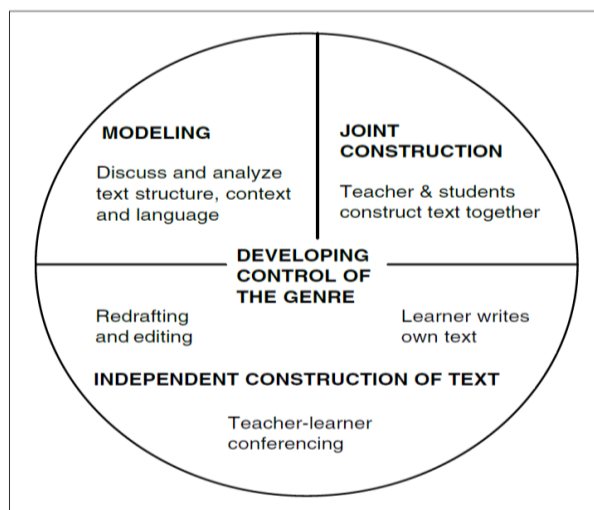 MODELING
Discuss and analyze
text structure, context
and language
JOINT
CONSTRUCTION
Teacher & students
construct text together
DEVELOPING
CONTROL OF
THE GENRE
Redrafting
and editing
Learner writes
own text
INDEPENDENT CONSTRUCTION OF TEXT
Teacher-learner
conferencing